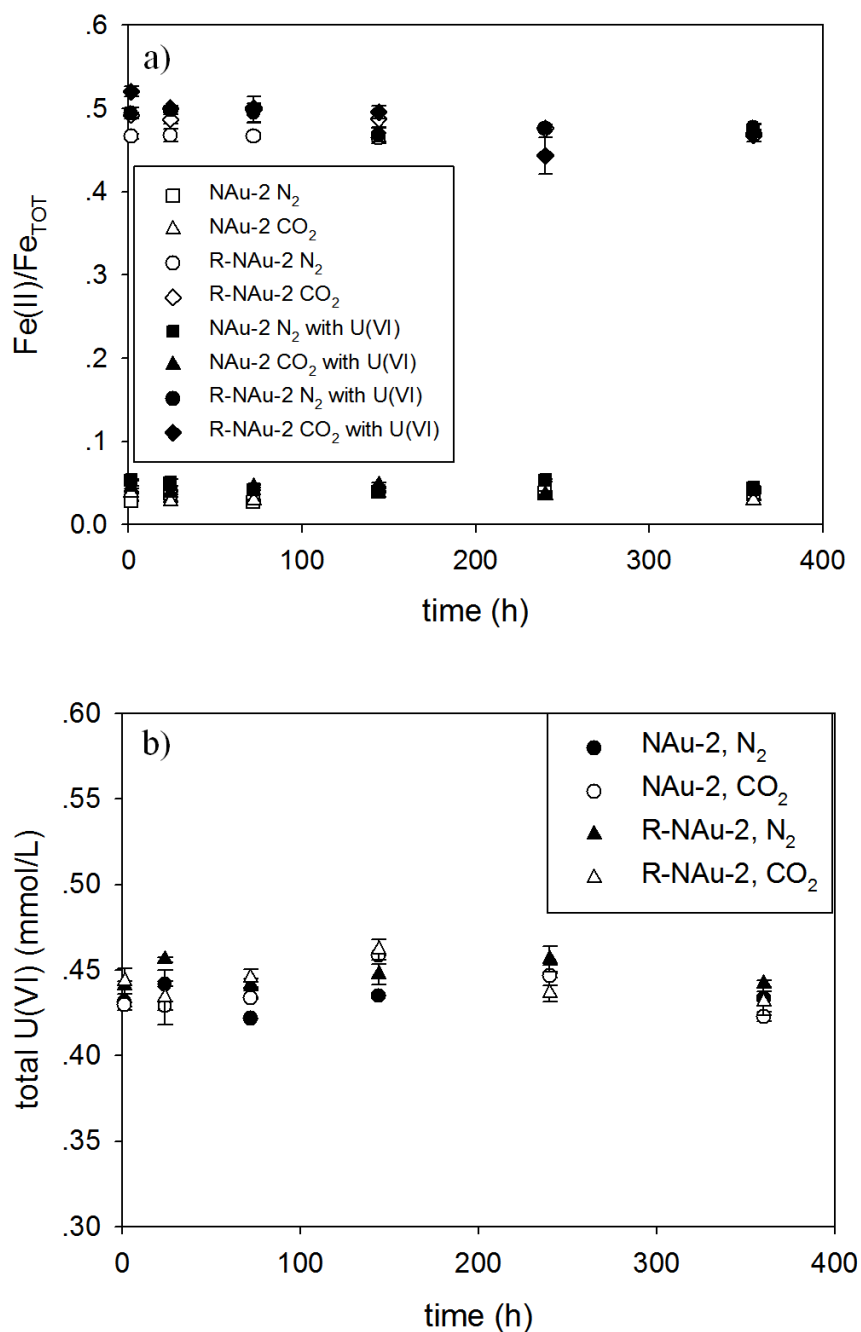 a)
Fe(II)/Fe_TOT
.6
.5
.4
.3
.2
.1
0.0
NAu-2 N₂
NAu-2 CO₂
R-NAu-2 N₂
R-NAu-2 CO₂
NAu-2 N₂ with U(VI)
NAu-2 CO₂ with U(VI)
R-NAu-2 N₂ with U(VI)
R-NAu-2 CO₂ with U(VI)
0 100 200 300 400
time (h)
b)
total U(VI) (mmol/L)
.60
.55
.50
.45
.40
.35
.30
NAu-2, N₂
NAu-2, CO₂
R-NAu-2, N₂
R-NAu-2, CO₂
0 100 200 300 400
time (h)